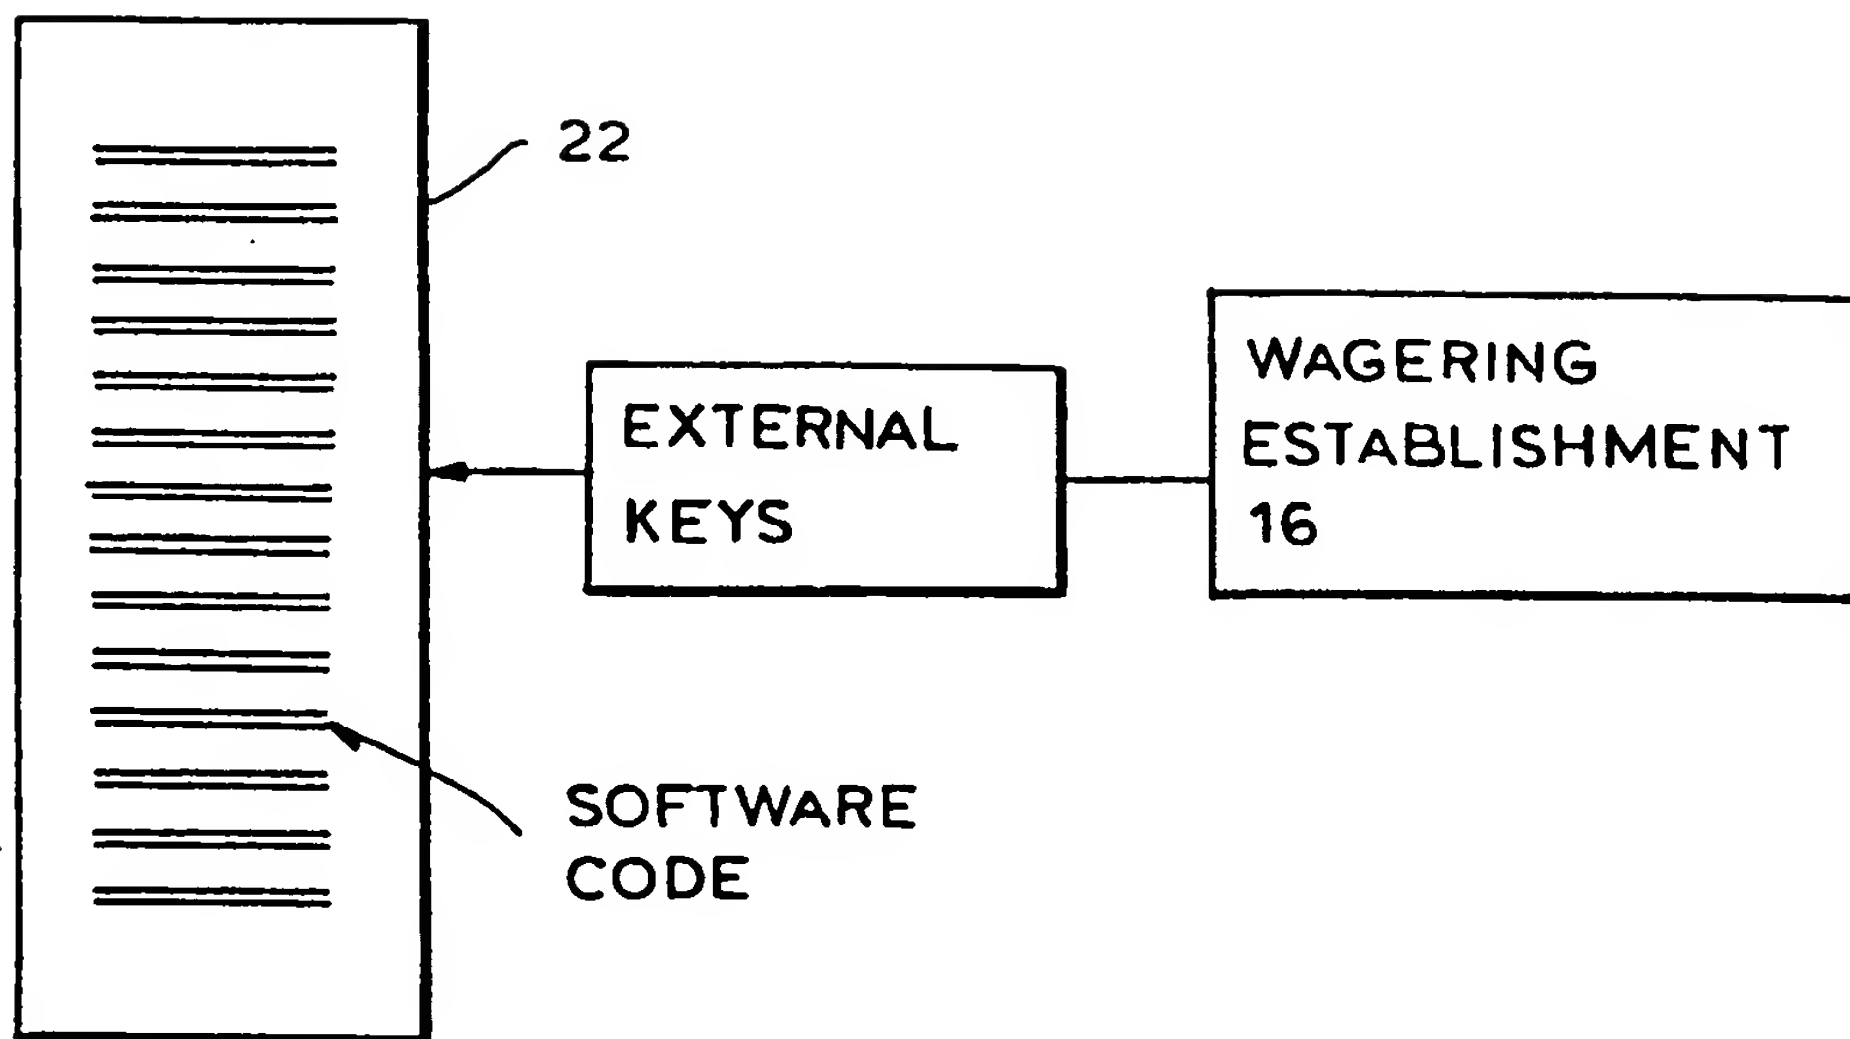 22
EXTERNAL
KEYS
WAGERING
ESTABLISHMENT
16
SOFTWARE
CODE